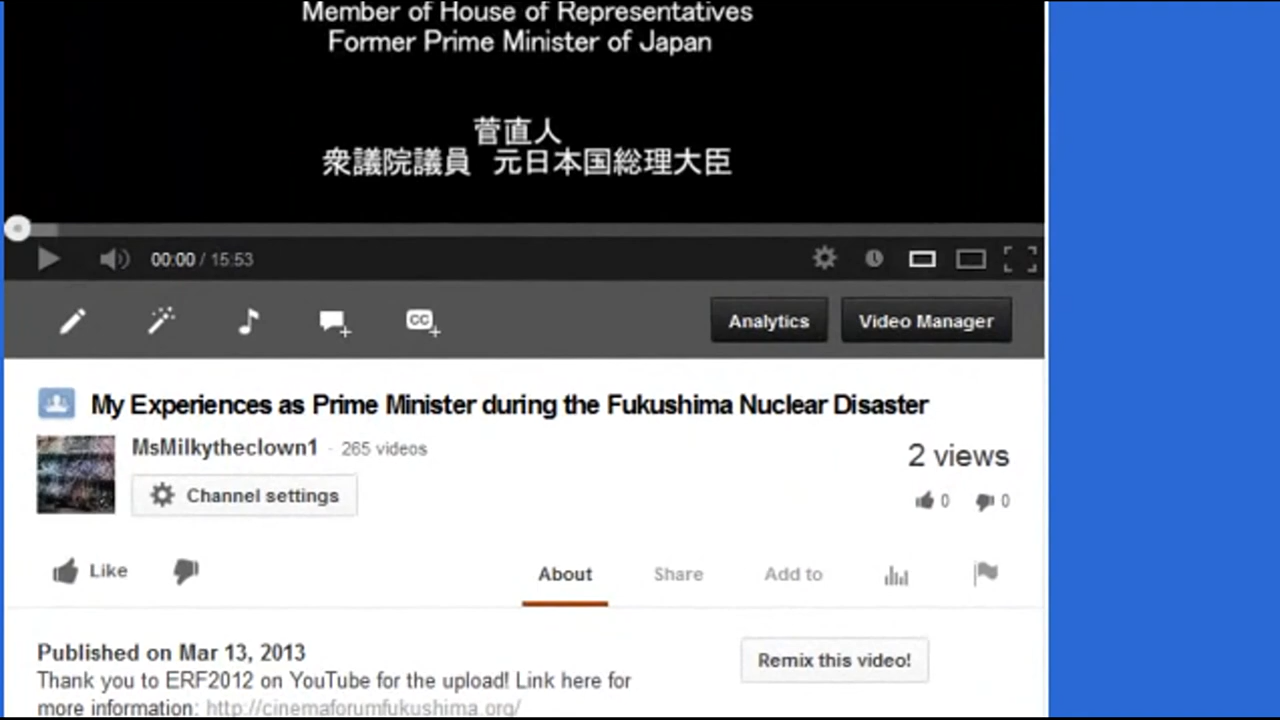 Member of House of Representatives
Former Prime Minister of Japan
菅直人
衆議院議員 元日本国総理大臣
00:00 / 15:53
CC
Analytics
Video Manager
My Experiences as Prime Minister during the Fukushima Nuclear Disaster
MsMilkytheclown1 - 265 videos
2 views
Channel settings
0 0
Like
About
Share
Add to
Published on Mar 13, 2013
Remix this video!
Thank you to ERF2012 on YouTube for the upload! Link here for
more information: http://cinemaforumfukushima.org/